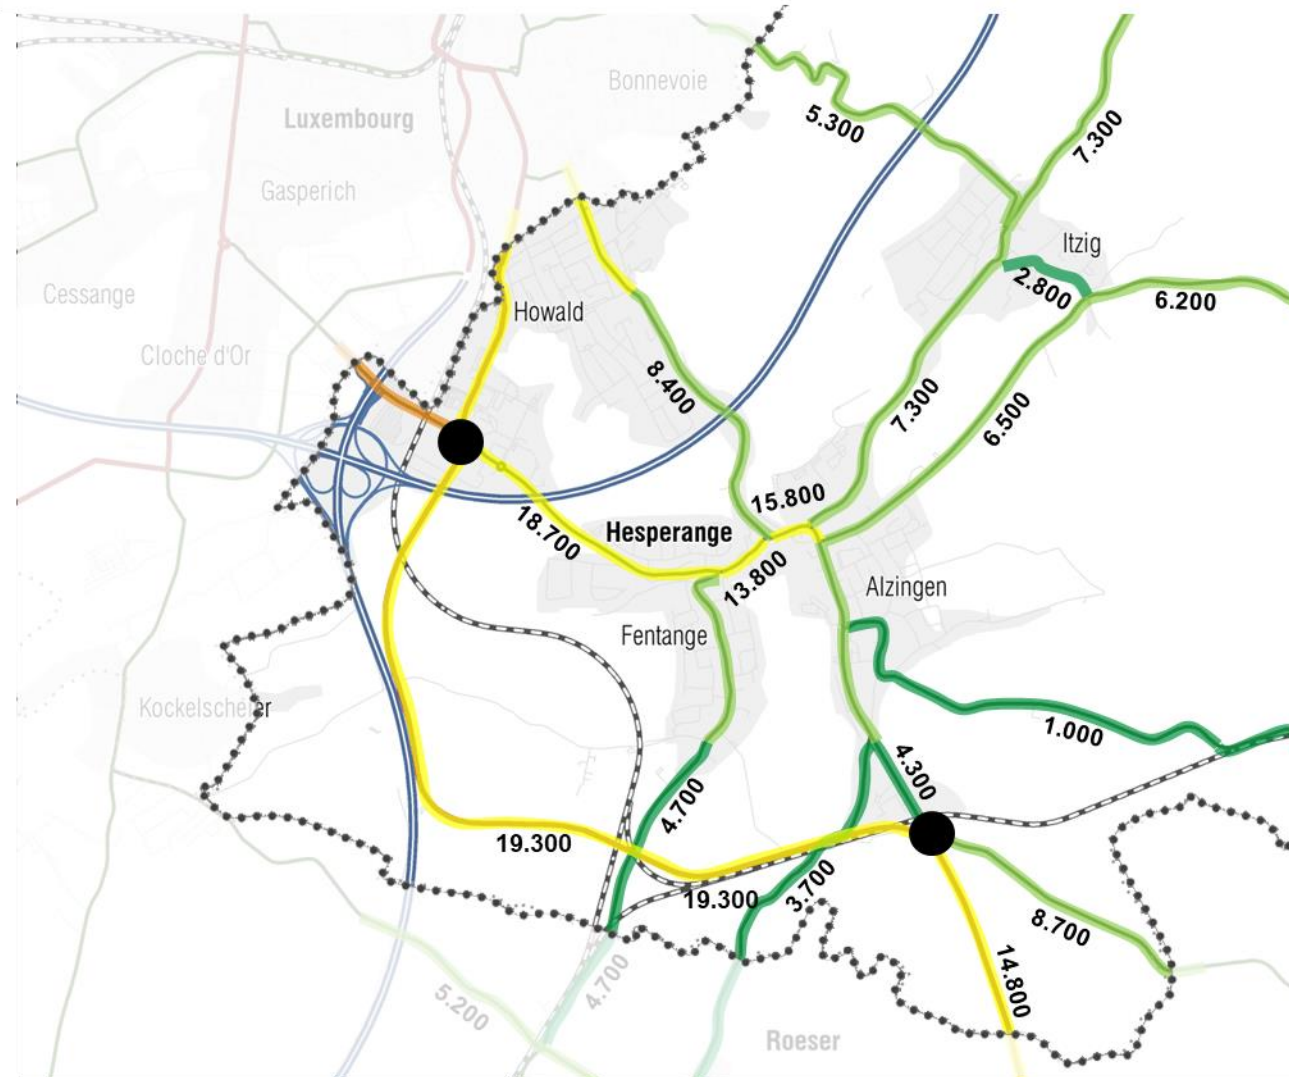 Bonnevoie
Luxembourg
5.300
7.300
Gasperich
Itzig
Cessange
2.800
6.200
Howald
Cloche d'Or
8.400
7.300
6.500
15.800
18.700
Hesperange
13.800
Alzingen
Fentange
Kockelscheier
1.000
4.300
4.700
19.300
19.300
3.700
8.700
14.800
4.700
5.200
Roeser